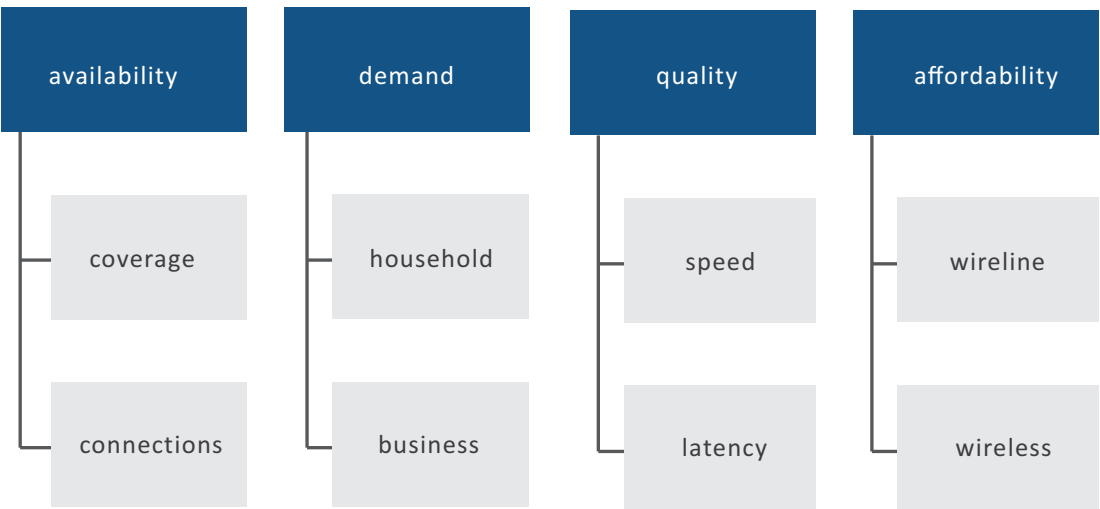 availability
coverage
connections
demand
household
business
quality
speed
latency
affordability
wireline
wireless